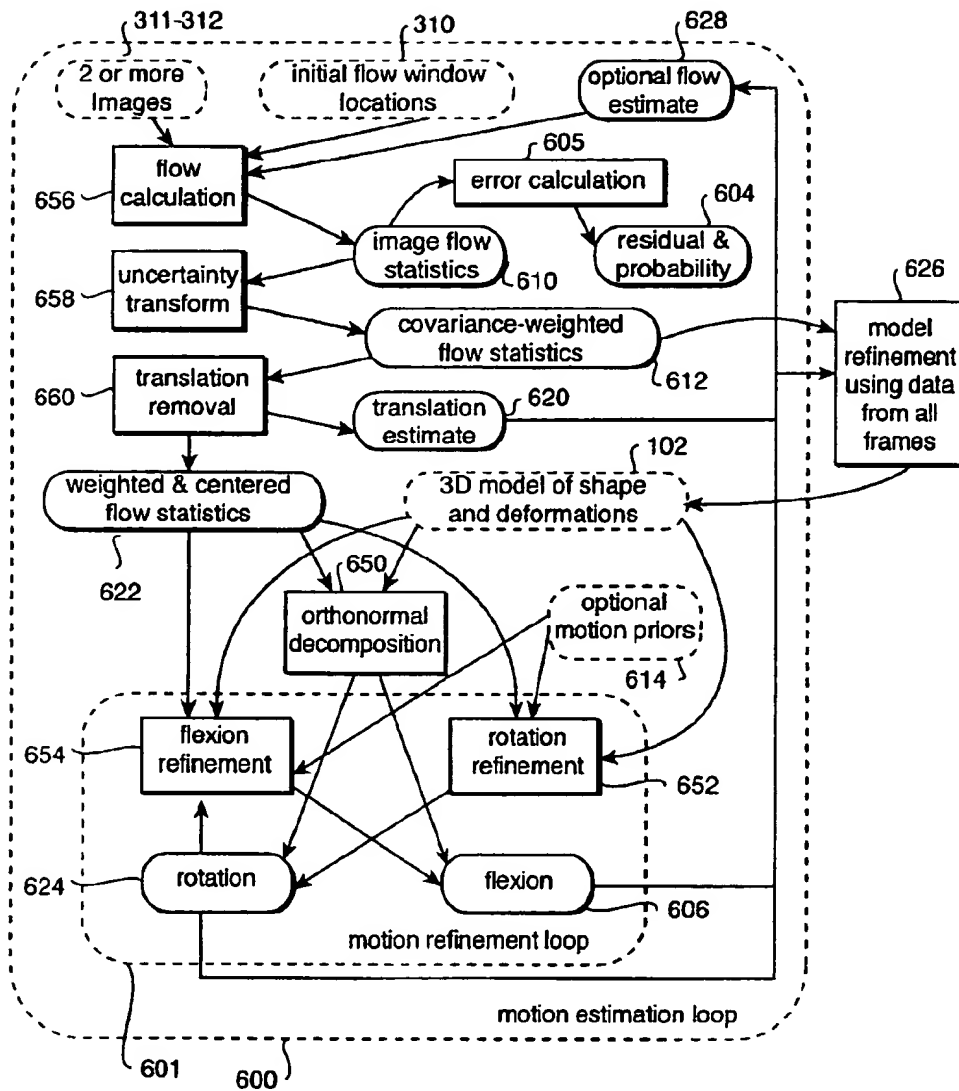 311-312
310
628
2 or more
Images
initial flow window
locations
optional flow
estimate
605
flow
calculation
656
error calculation
604
image flow
statistics
610
residual &
probability
uncertainty
transform
658
626
covariance-weighted
flow statistics
612
model
refinement
using data
from all
frames
translation
removal
660
620
translation
estimate
102
weighted & centered
flow statistics
3D model of shape
and deformations
622
650
orthonormal
decomposition
optional
motion priors
614
654
flexion
refinement
rotation
refinement
652
624
rotation
flexion
606
motion refinement loop
motion estimation loop
601
600